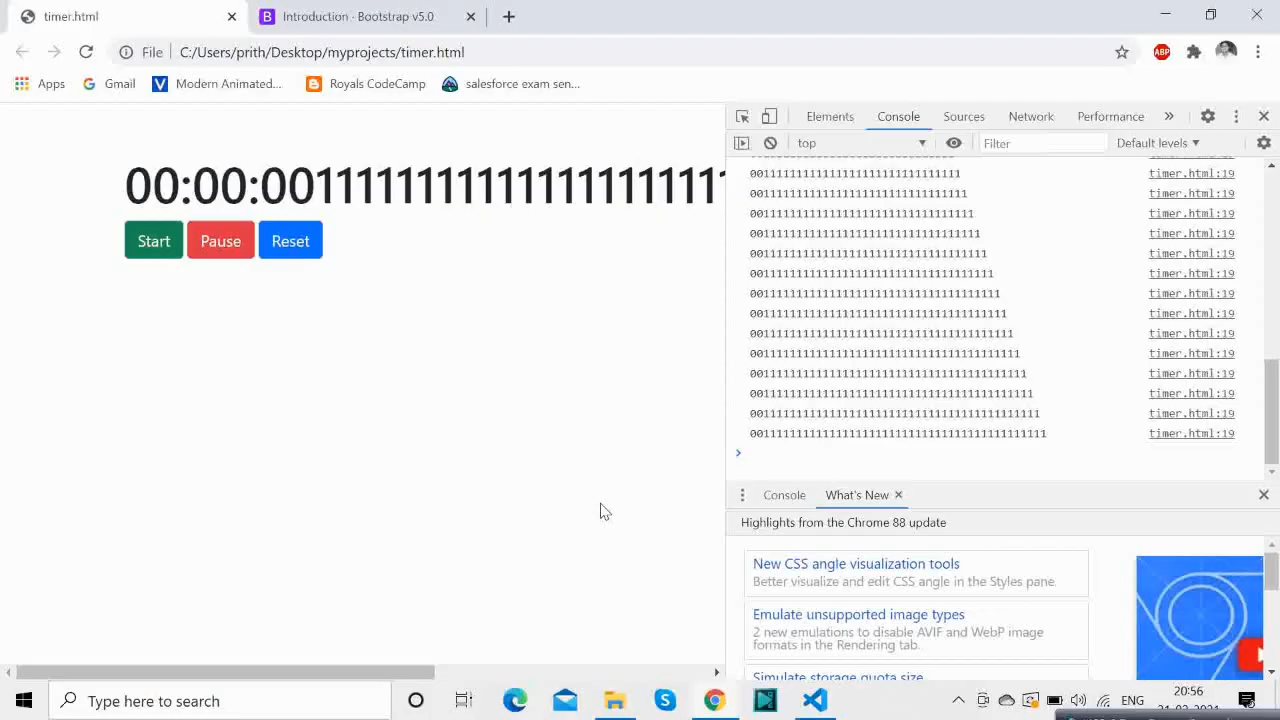 timer.html
Introduction · Bootstrap v5.0
File
C:/Users/prith/Desktop/myprojects/timer.html
ABP
Apps
Gmail
Modern Animated...
Royals CodeCamp
salesforce exam sen...
Elements
Console
Sources
Network
Performance
top
Filter
Default levels
00:00:001111111111111111
Start
Pause
Reset
00111111111111111111111111111111 timer.html:19
001111111111111111111111111111111 timer.html:19
0011111111111111111111111111111111 timer.html:19
00111111111111111111111111111111111 timer.html:19
001111111111111111111111111111111111 timer.html:19
0011111111111111111111111111111111111 timer.html:19
00111111111111111111111111111111111111 timer.html:19
001111111111111111111111111111111111111 timer.html:19
0011111111111111111111111111111111111111 timer.html:19
00111111111111111111111111111111111111111 timer.html:19
001111111111111111111111111111111111111111 timer.html:19
0011111111111111111111111111111111111111111 timer.html:19
00111111111111111111111111111111111111111111 timer.html:19
001111111111111111111111111111111111111111111 timer.html:19
Console
What's New
Highlights from the Chrome 88 update
New CSS angle visualization tools
Better visualize and edit CSS angle in the Styles pane.
Emulate unsupported image types
2 new emulations to disable AVIF and WebP image
formats in the Rendering tab.
Simulate storage quota size
Type here to search
ENG
20:56